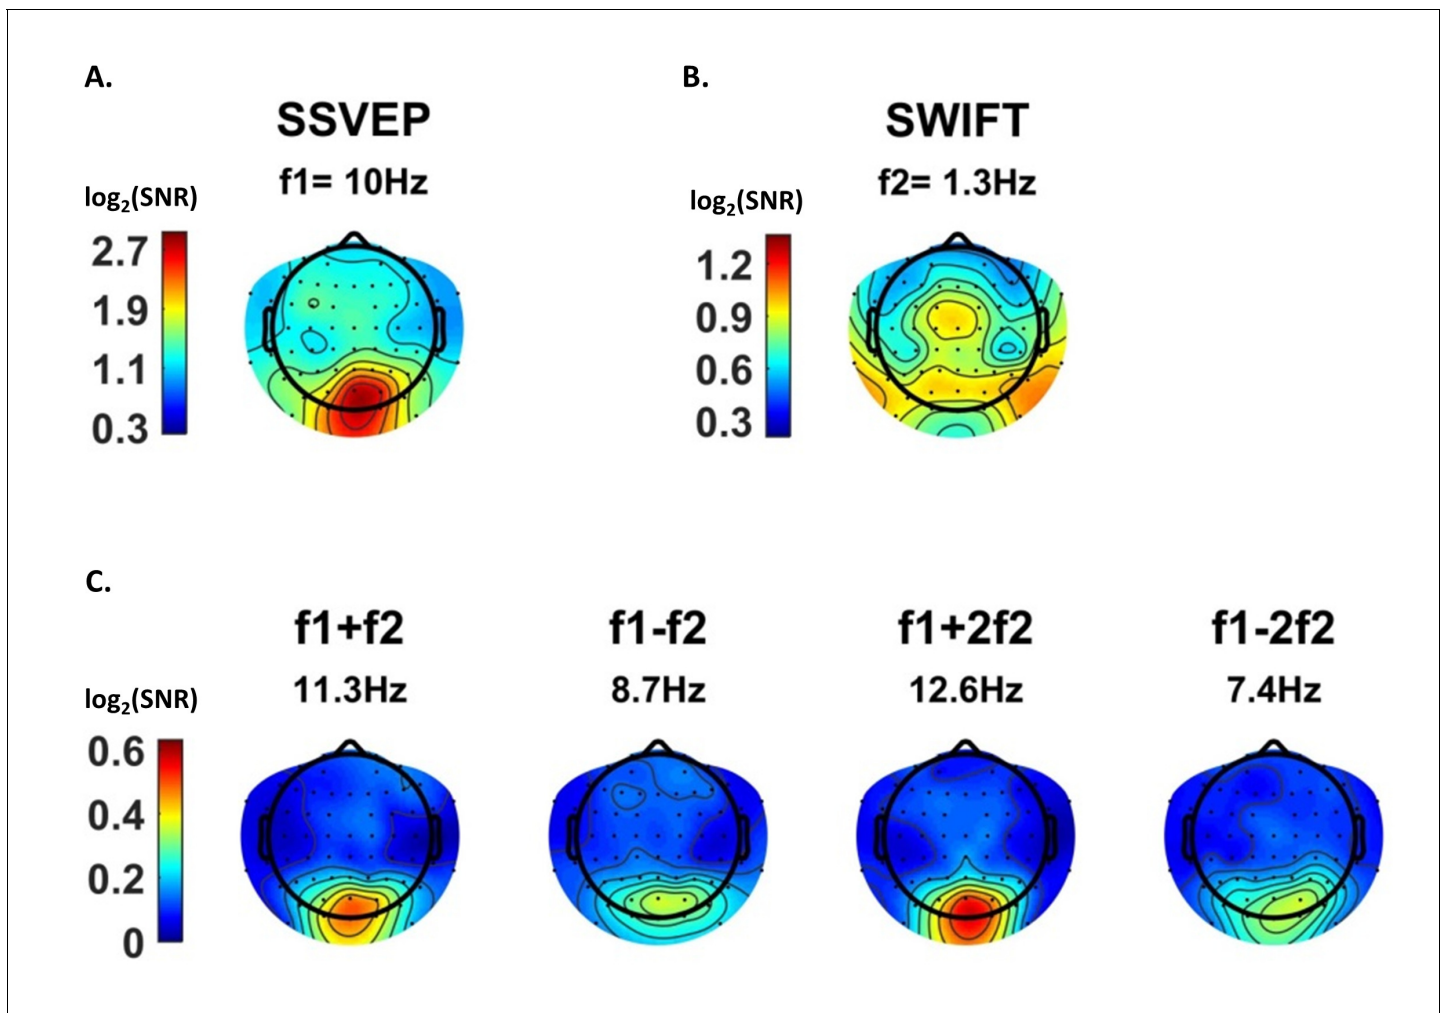 A.
SSVEP
f1= 10Hz
log2(SNR)
2.7
1.9
1.1
0.3
B.
SWIFT
f2= 1.3Hz
log2(SNR)
1.2
0.9
0.6
0.3
C.
f1+f2
11.3Hz
f1-f2
8.7Hz
f1+2f2
12.6Hz
f1-2f2
7.4Hz
log2(SNR)
0.6
0.4
0.2
0